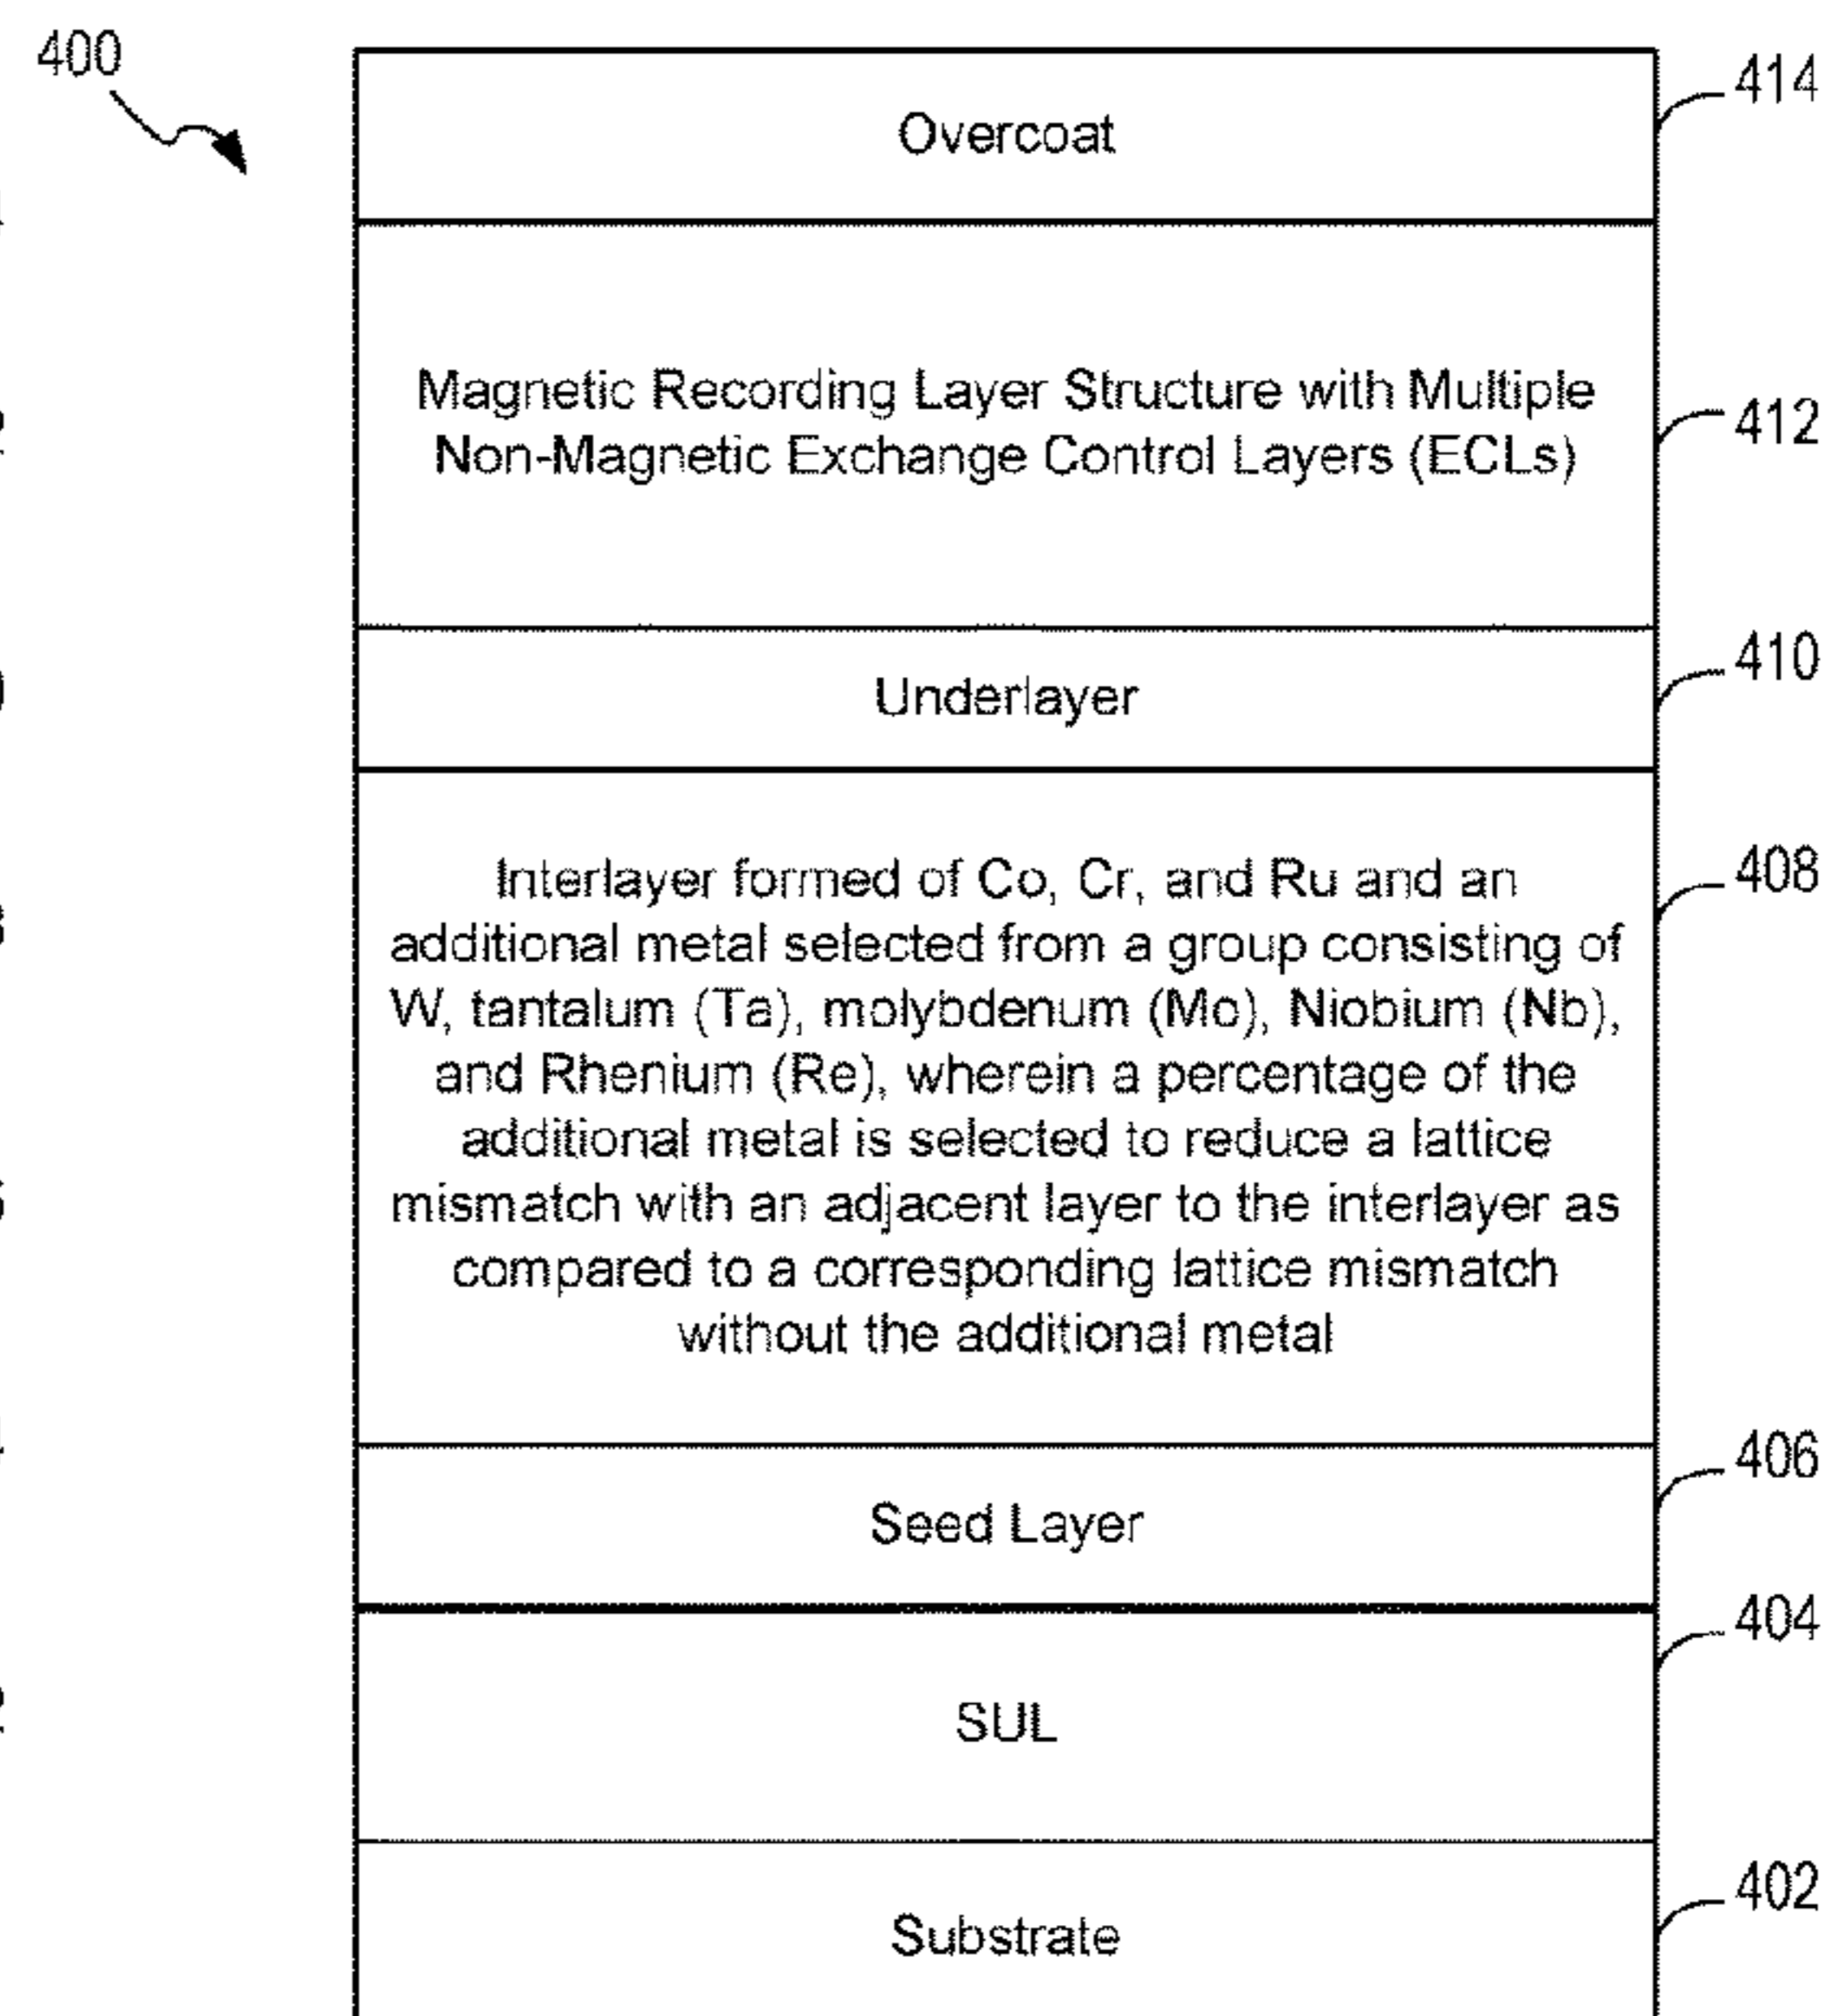 400
414
Overcoat
Magnetic Recording Layer Structure with Multiple
Non-Magnetic Exchange Control Layers (ECLs)
412
410
Underlayer
408
Interlayer formed of Co, Cr, and Ru and an
additional metal selected from a group consisting of
W, tantalum (Ta), molybdenum (Mo), Niobium (Nb),
and Rhenium (Re), wherein a percentage of the
additional metal is selected to reduce a lattice
mismatch with an adjacent layer to the interlayer as
compared to a corresponding lattice mismatch
without the additional metal
406
Seed Layer
404
SUL
402
Substrate